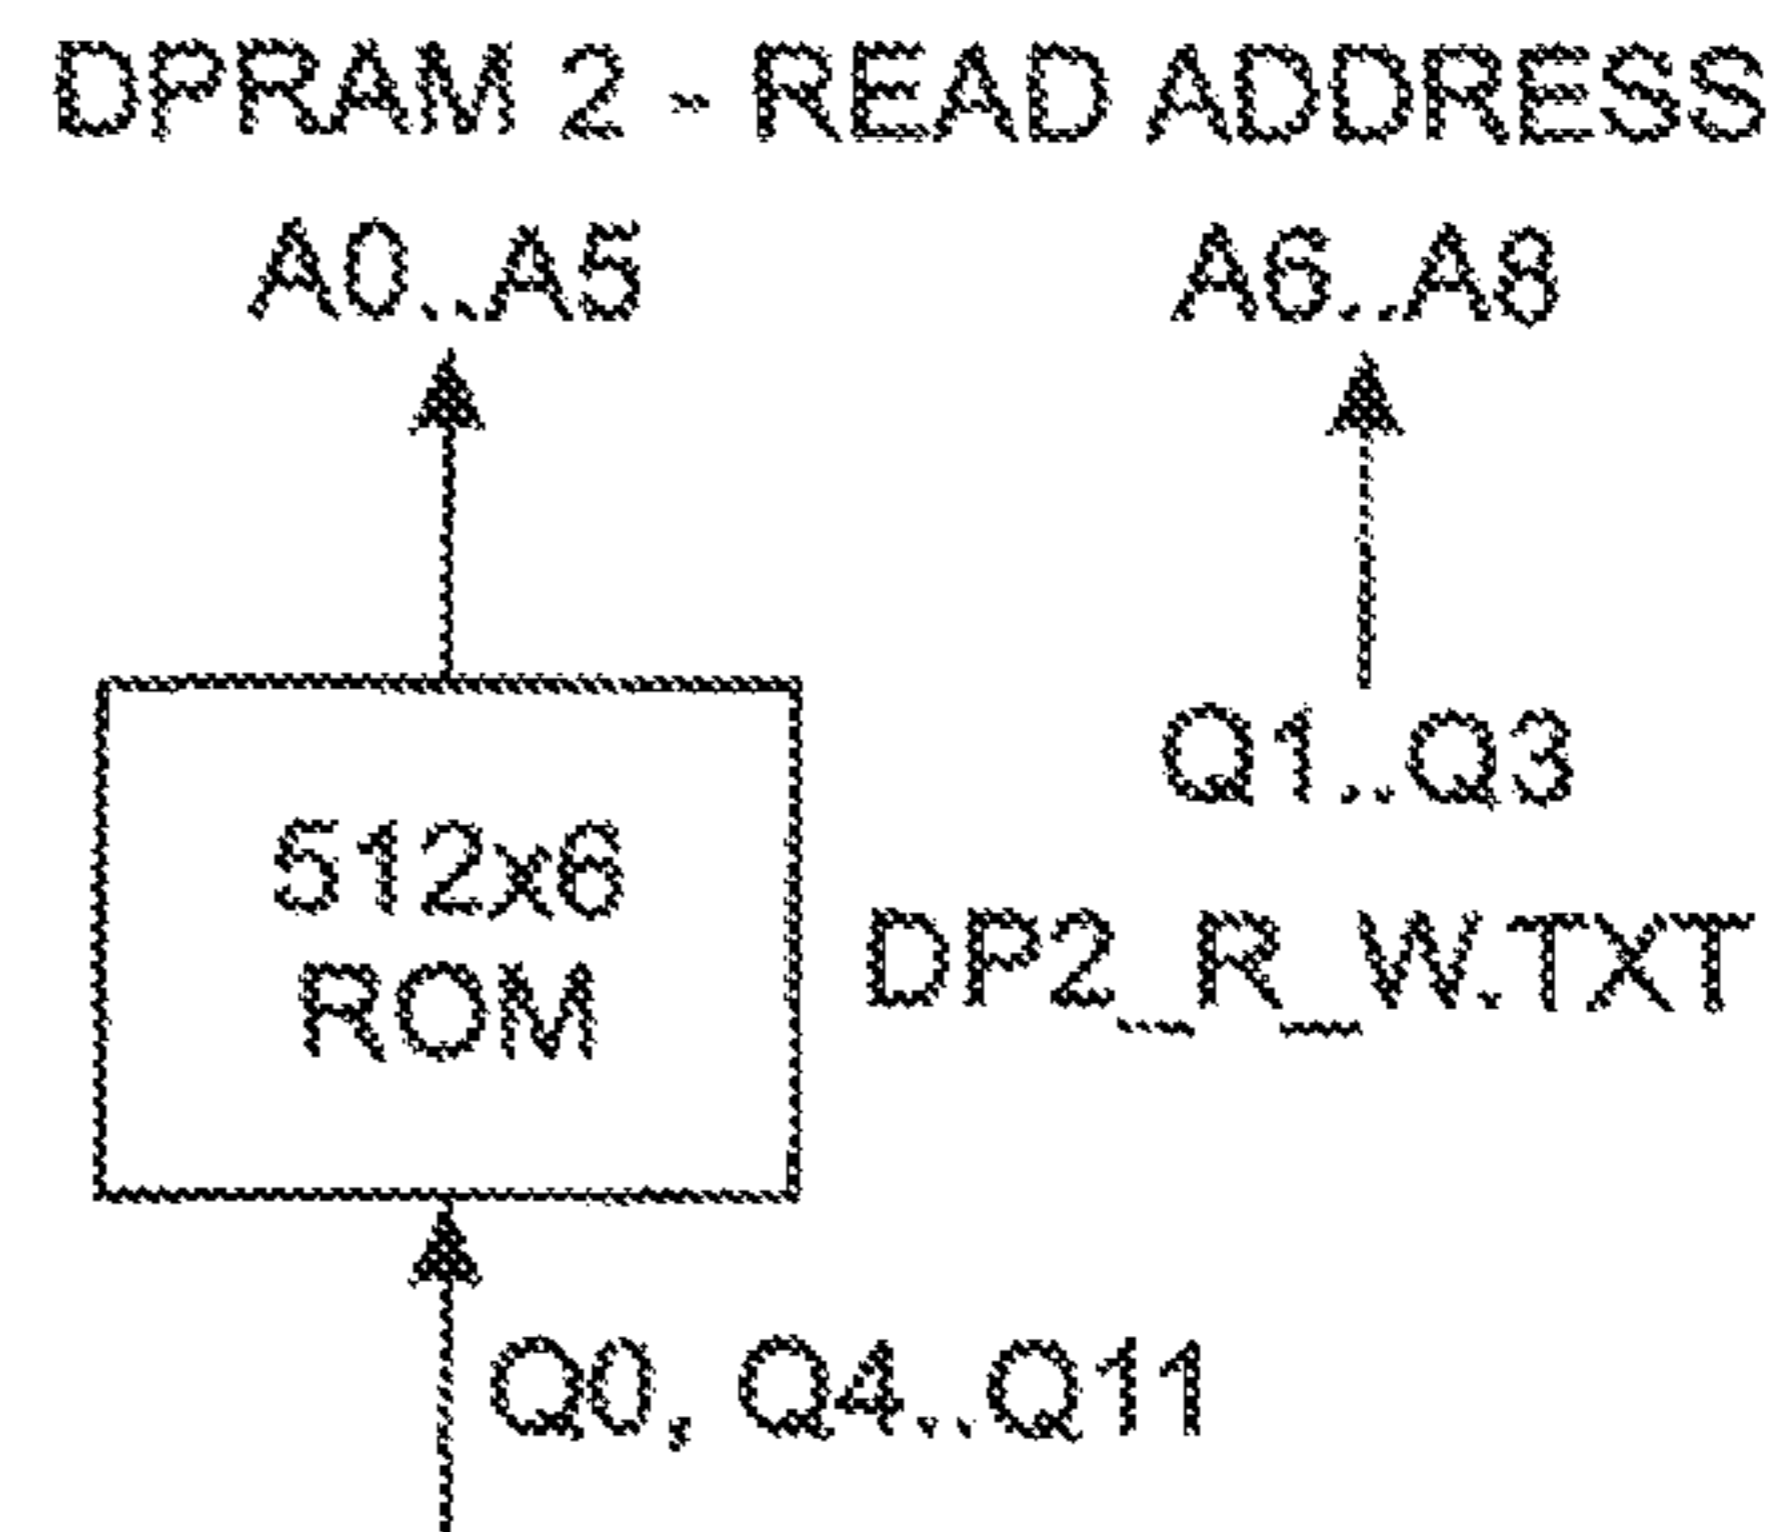 DPRAM 2 - READ ADDRESS
A0..A5 A6..A8
Q1..Q3
512x6
ROM
DP2_R_W.TXT
Q0, Q4..Q11